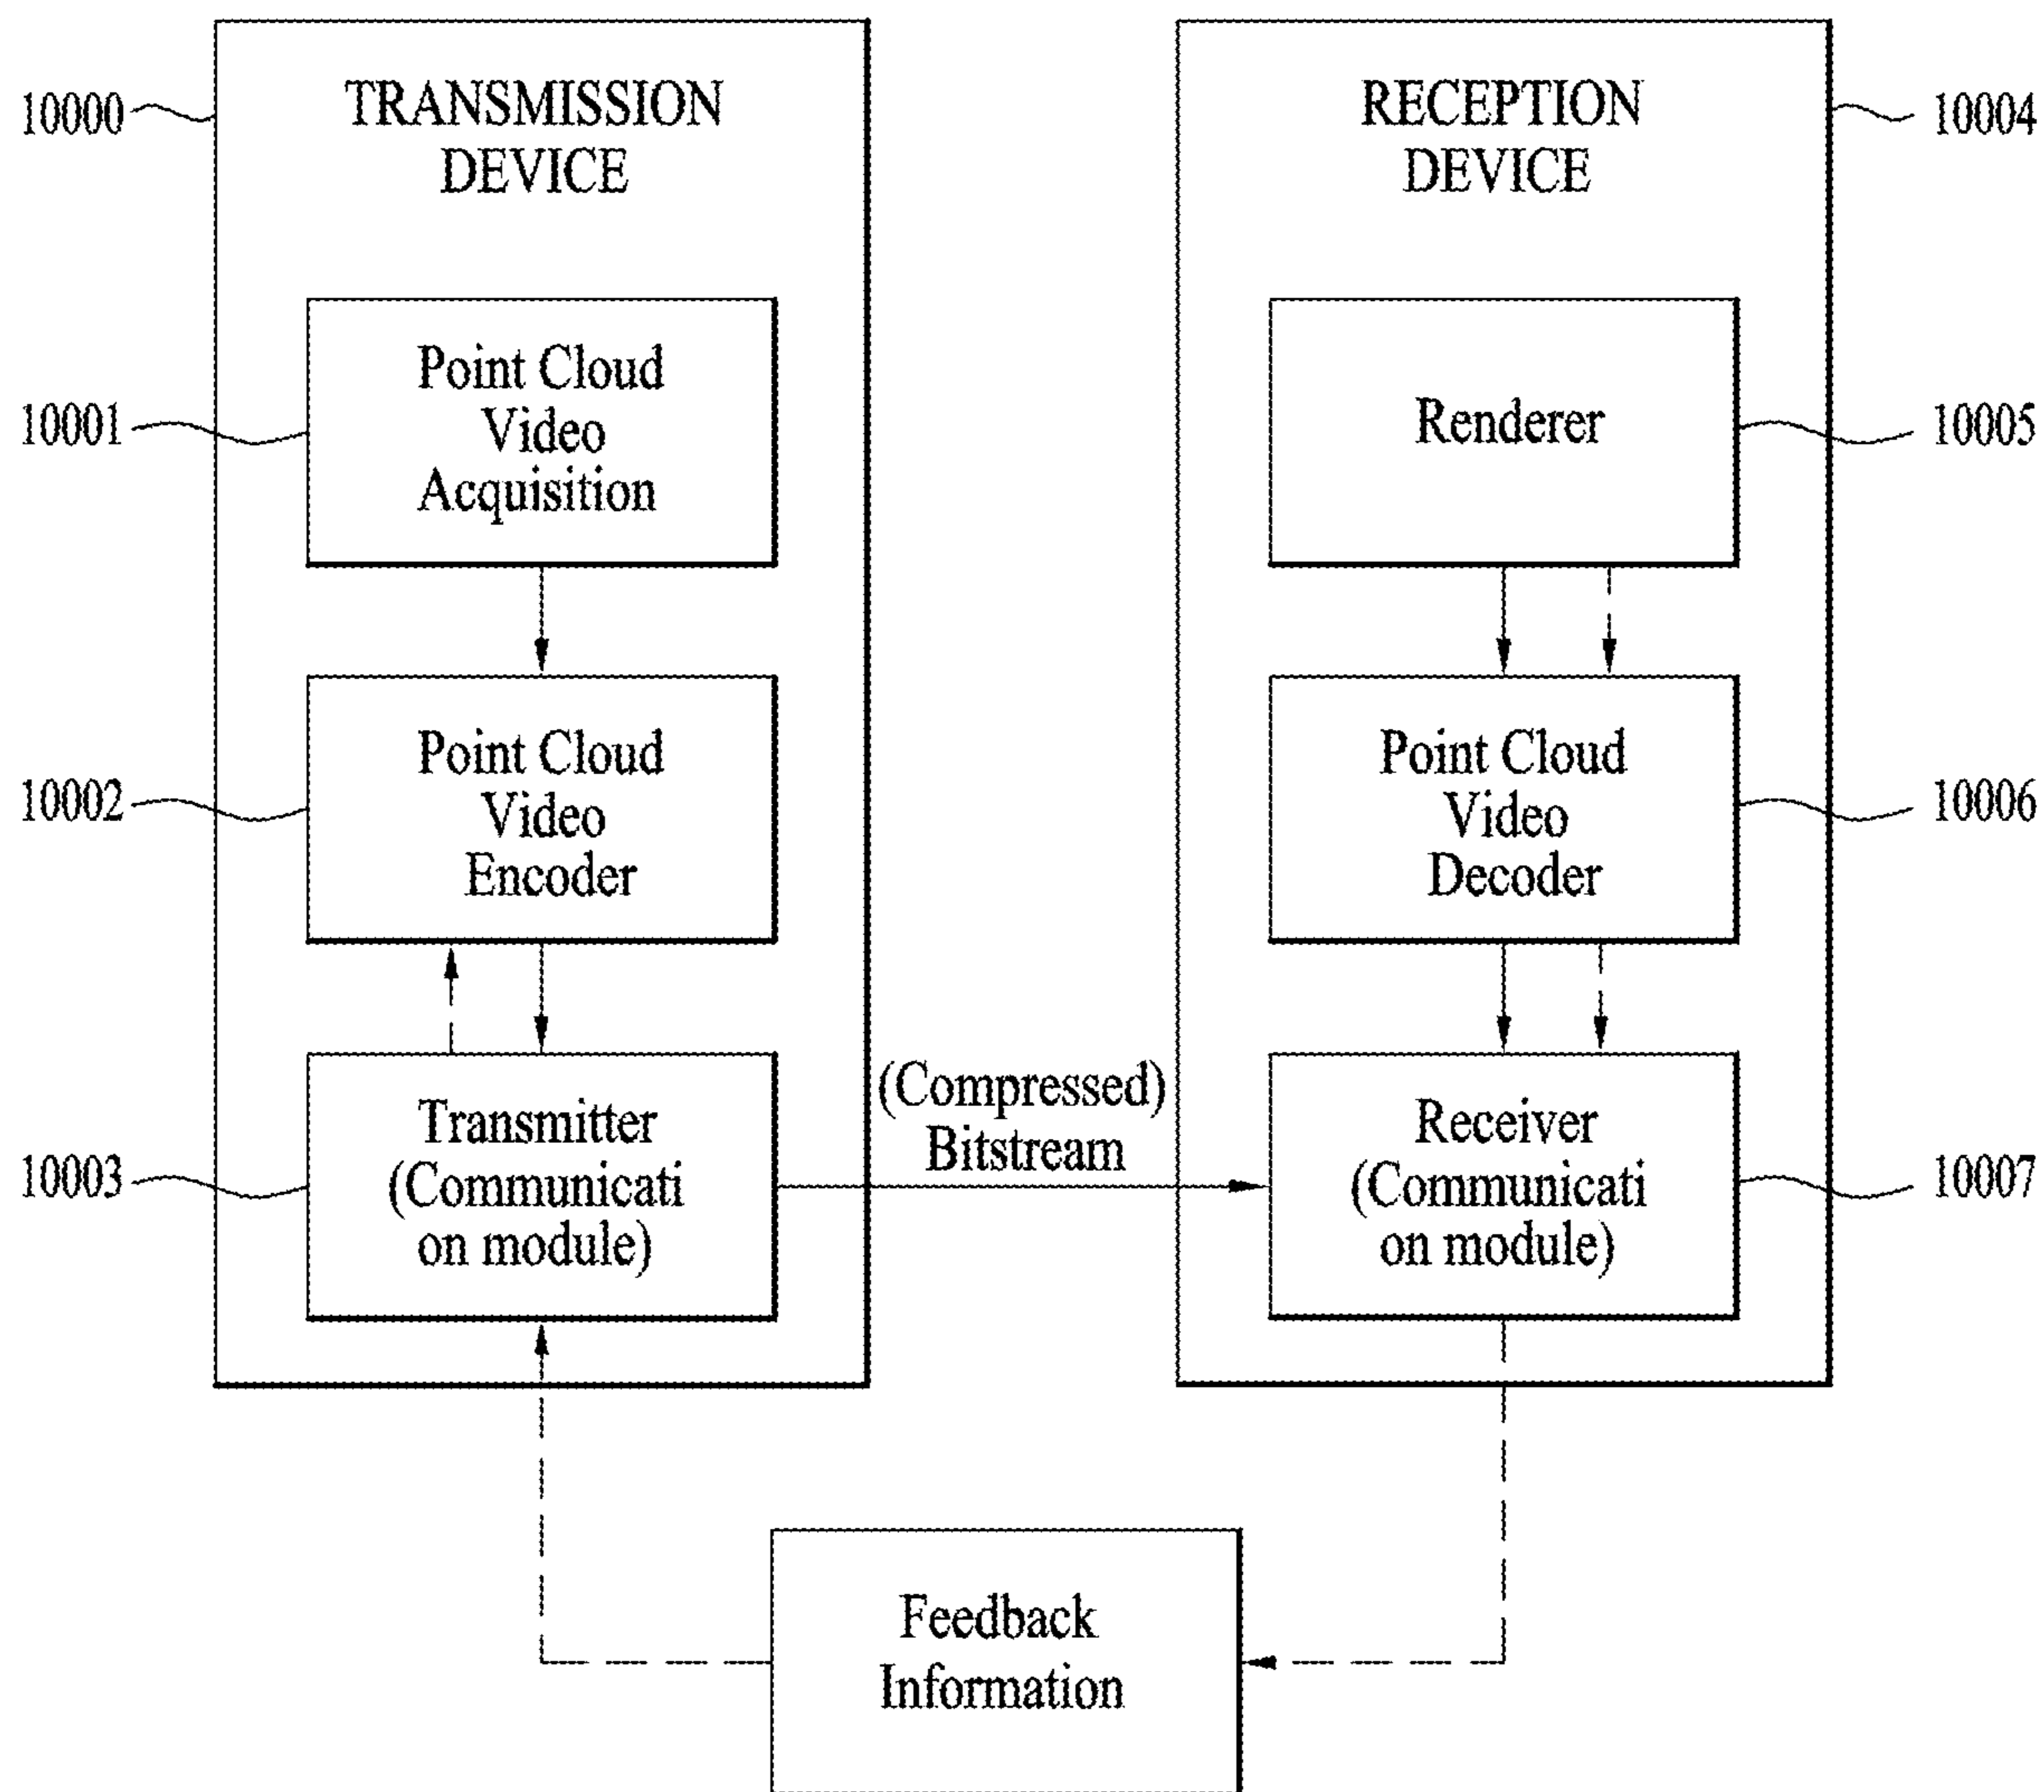 10000
TRANSMISSION
DEVICE
10001
Point Cloud
Video
Acquisition
10002
Point Cloud
Video
Encoder
10003
Transmitter
(Communicati
on module)
(Compressed)
Bitstream
RECEPTION
DEVICE
10004
Renderer
10005
Point Cloud
Video
Decoder
10006
Receiver
(Communicati
on module)
10007
Feedback
Information